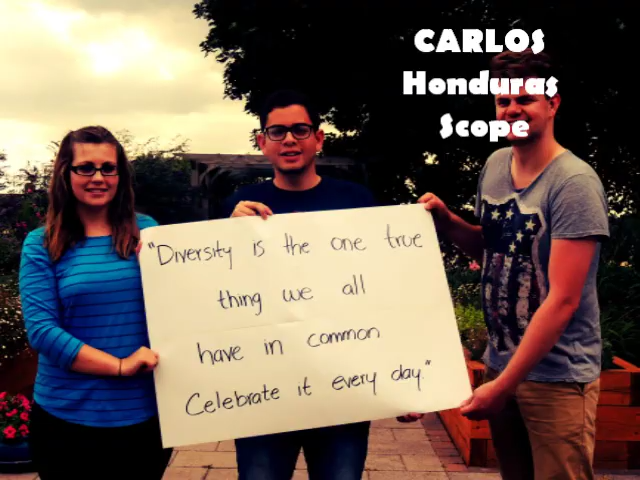 CARLOS
Honduras
Scope
"Diversity is the one true
thing we all
have in common
Celebrate it every day."